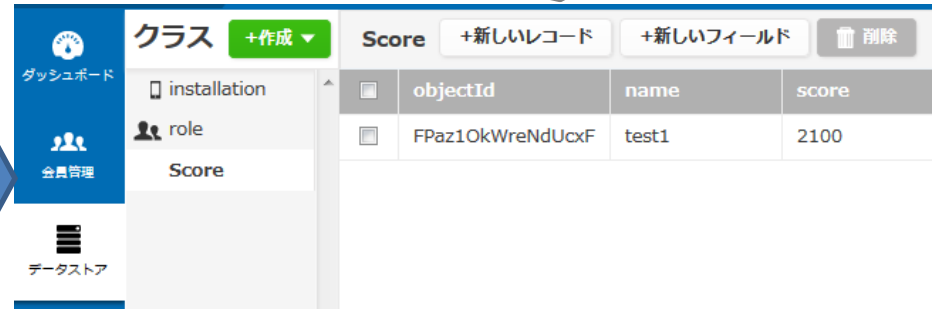 ダッシュボード
会員管理
データストア
クラス +作成 ▼
installation
role
Score
Score +新しいレコード +新しいフィールド 削除
objectId name score
FPaz1OkWreNdUcxF test1 2100